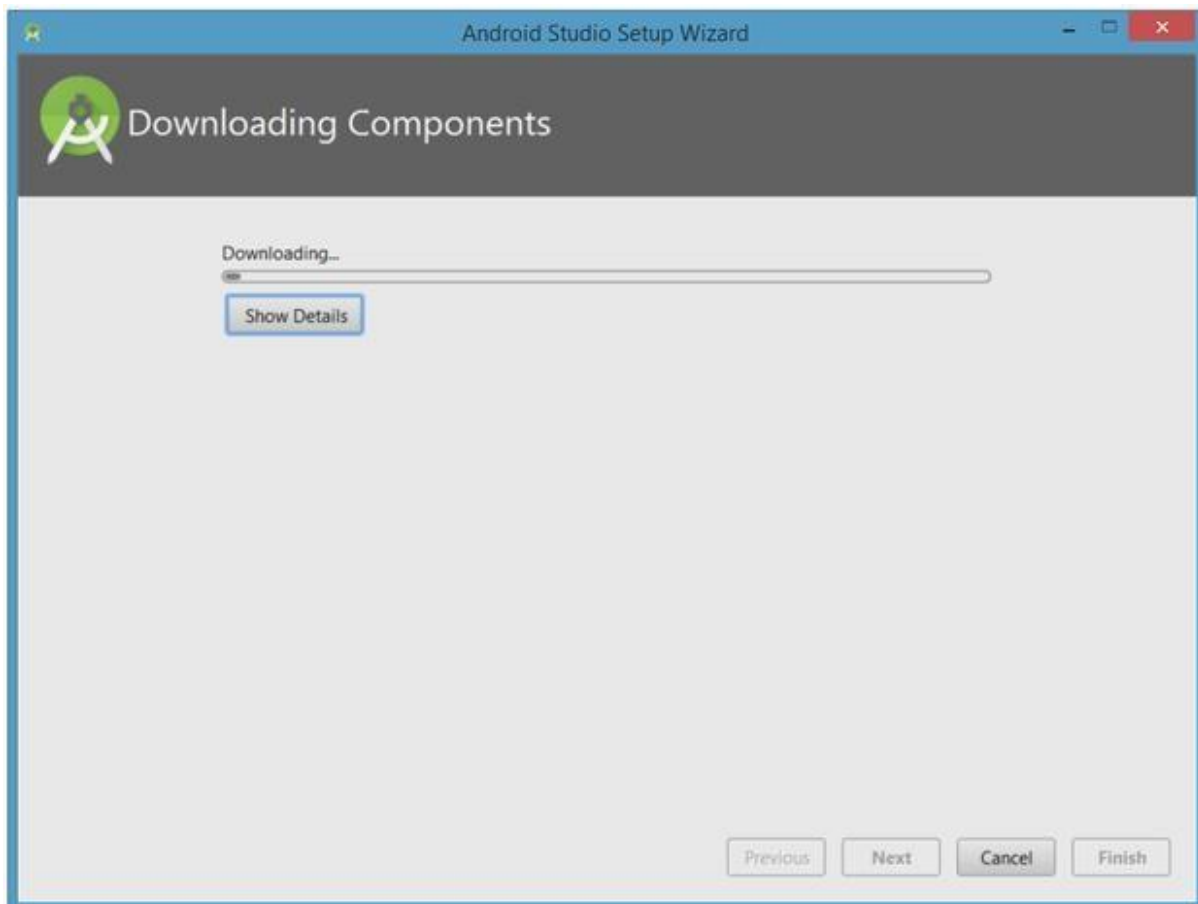 Android Studio Setup Wizard
Downloading Components
Downloading...
Show Details
Previous Next Cancel Finish